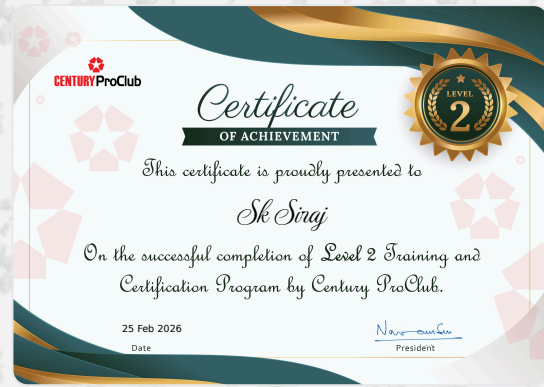 CENTURY ProClub
Certificate
OF ACHIEVEMENT
LEVEL
2
This certificate is proudly presented to
Sk Siraj
On the successful completion of Level 2 Training and
Certification Program by Century ProClub.
25 Feb 2026
Date
President